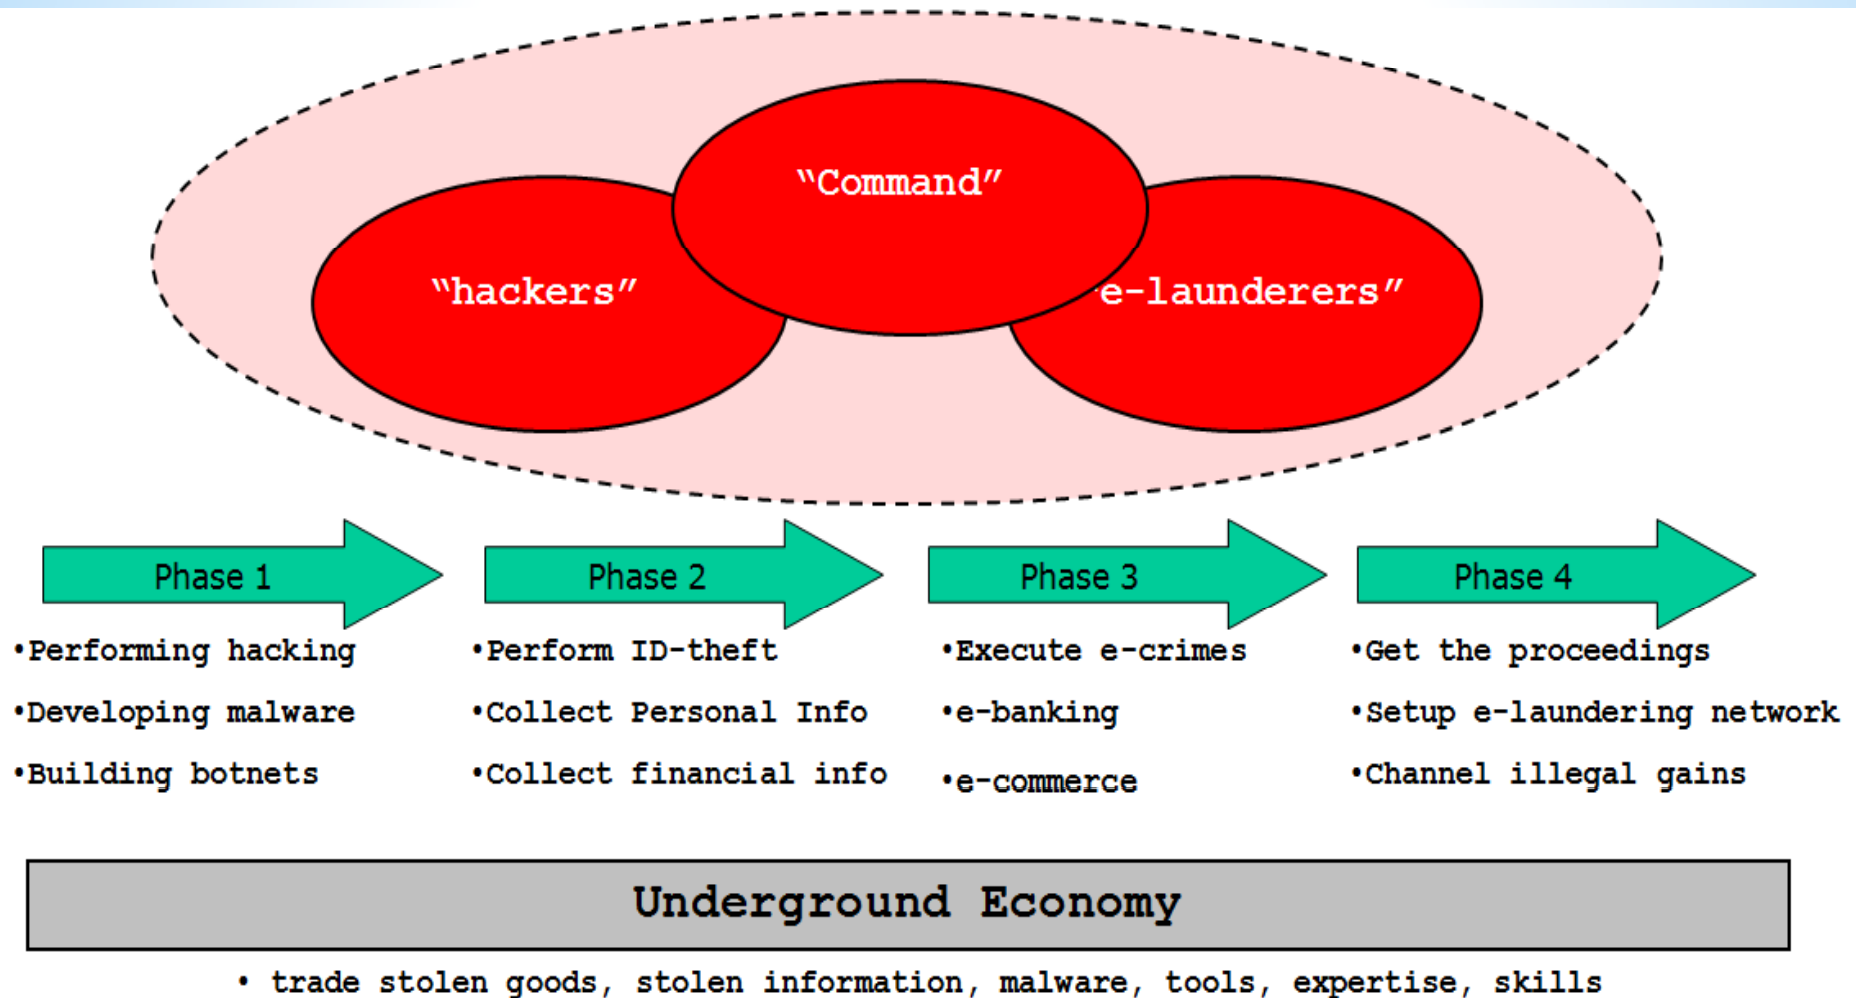 “Command”
“hackers”
e-launderers”
Phase 1
Phase 2
Phase 3
Phase 4
•Performing hacking
•Developing malware
•Building botnets
•Perform ID-theft
•Collect Personal Info
•Collect financial info
•Execute e-crimes
•e-banking
•e-commerce
•Get the proceedings
•Setup e-laundering network
•Channel illegal gains
Underground Economy
• trade stolen goods, stolen information, malware, tools, expertise, skills